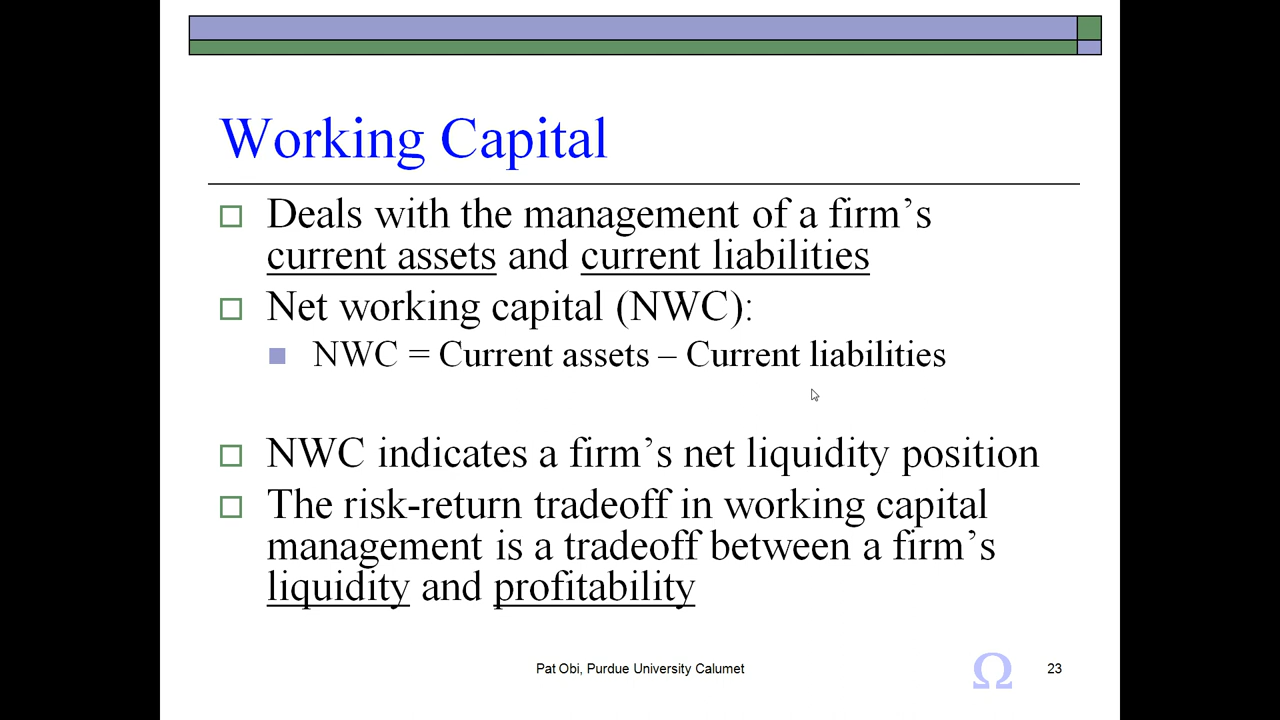 Working Capital
Deals with the management of a firm’s
current assets and current liabilities
Net working capital (NWC):
NWC = Current assets – Current liabilities
NWC indicates a firm’s net liquidity position
The risk-return tradeoff in working capital
management is a tradeoff between a firm’s
liquidity and profitability
Pat Obi, Purdue University Calumet
Ω
23